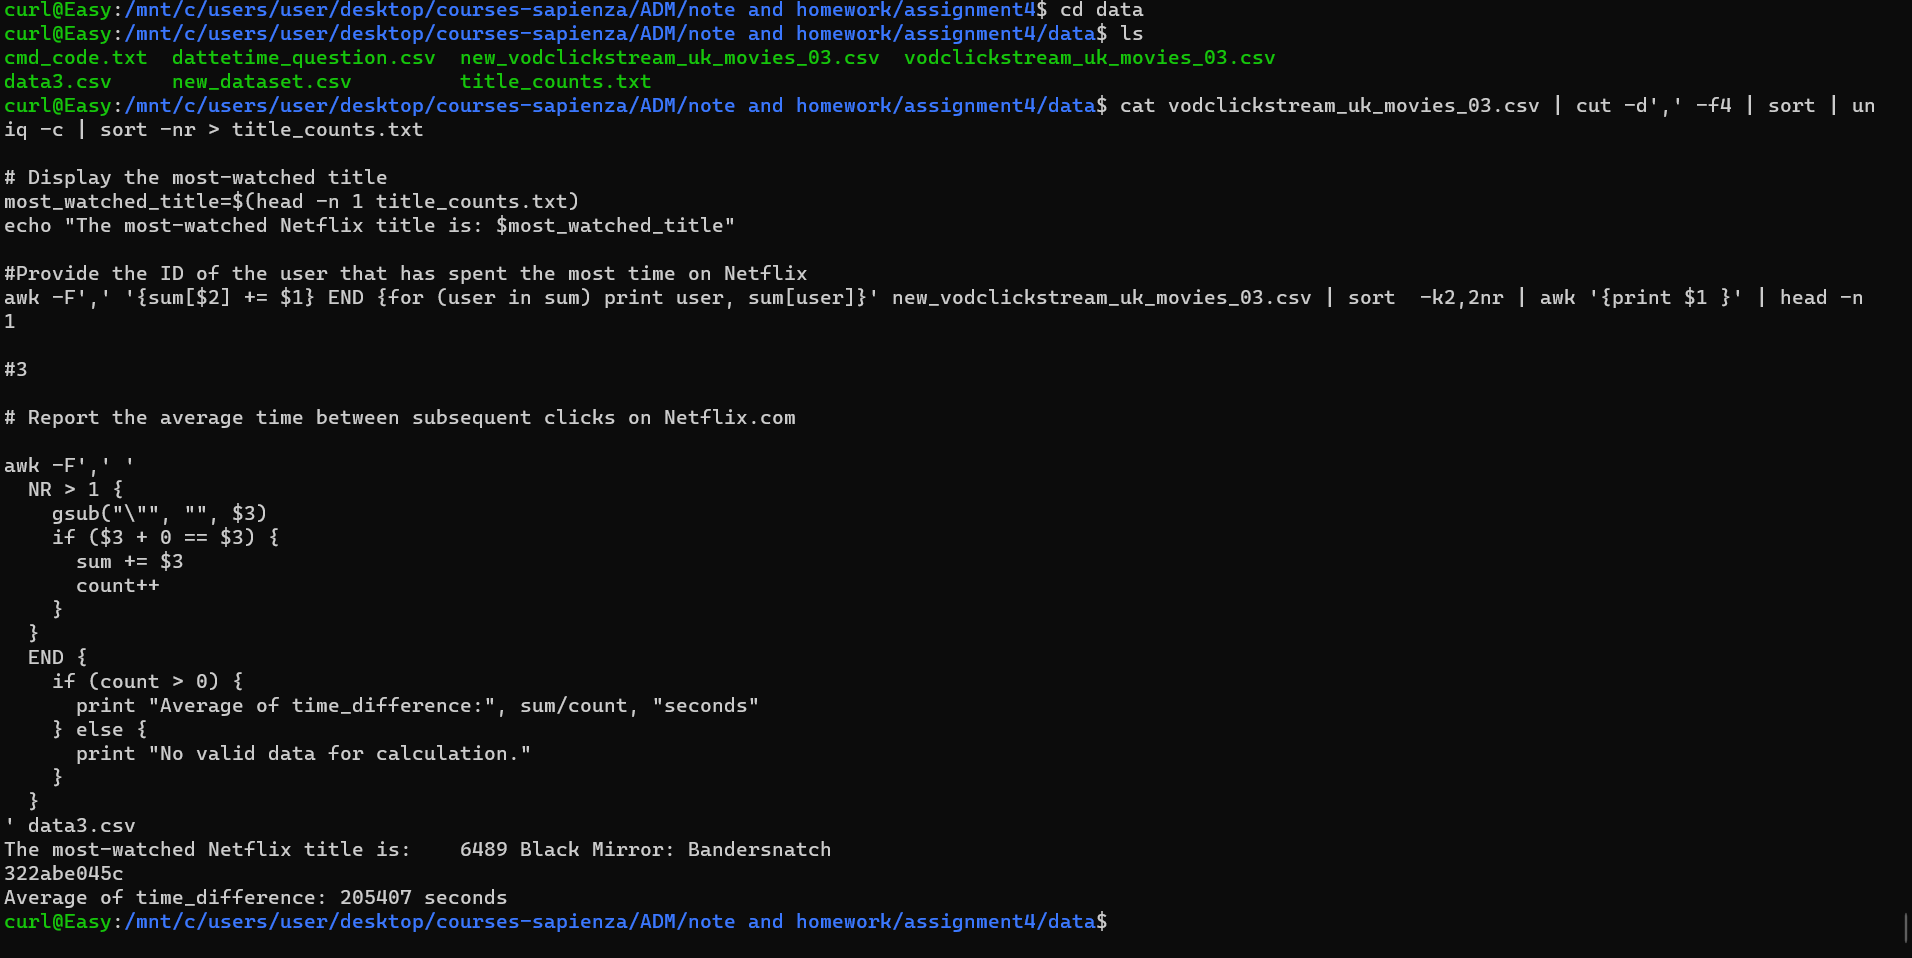 curl@Easy:/mnt/c/users/user/desktop/courses-sapienza/ADM/note and homework/assignment4$ cd data
curl@Easy:/mnt/c/users/user/desktop/courses-sapienza/ADM/note and homework/assignment4/data$ ls
cmd_code.txt  dattetime_question.csv  new_vodclickstream_uk_movies_03.csv  vodclickstream_uk_movies_03.csv
data3.csv     new_dataset.csv         title_counts.txt
curl@Easy:/mnt/c/users/user/desktop/courses-sapienza/ADM/note and homework/assignment4/data$ cat vodclickstream_uk_movies_03.csv | cut -d',' -f4 | sort | un
iq -c | sort -nr > title_counts.txt

# Display the most-watched title
most_watched_title=$(head -n 1 title_counts.txt)
echo "The most-watched Netflix title is: $most_watched_title"

#Provide the ID of the user that has spent the most time on Netflix
awk -F',' '{sum[$2] += $1} END {for (user in sum) print user, sum[user]}' new_vodclickstream_uk_movies_03.csv | sort  -k2,2nr | awk '{print $1 }' | head -n
1

#3

# Report the average time between subsequent clicks on Netflix.com

awk -F',' '
  NR > 1 {
    gsub("\"", "", $3)
    if ($3 + 0 == $3) {
      sum += $3
      count++
    }
  }
  END {
    if (count > 0) {
      print "Average of time_difference:", sum/count, "seconds"
    } else {
      print "No valid data for calculation."
    }
  }
' data3.csv
The most-watched Netflix title is:    6489 Black Mirror: Bandersnatch
322abe045c
Average of time_difference: 205407 seconds
curl@Easy:/mnt/c/users/user/desktop/courses-sapienza/ADM/note and homework/assignment4/data$